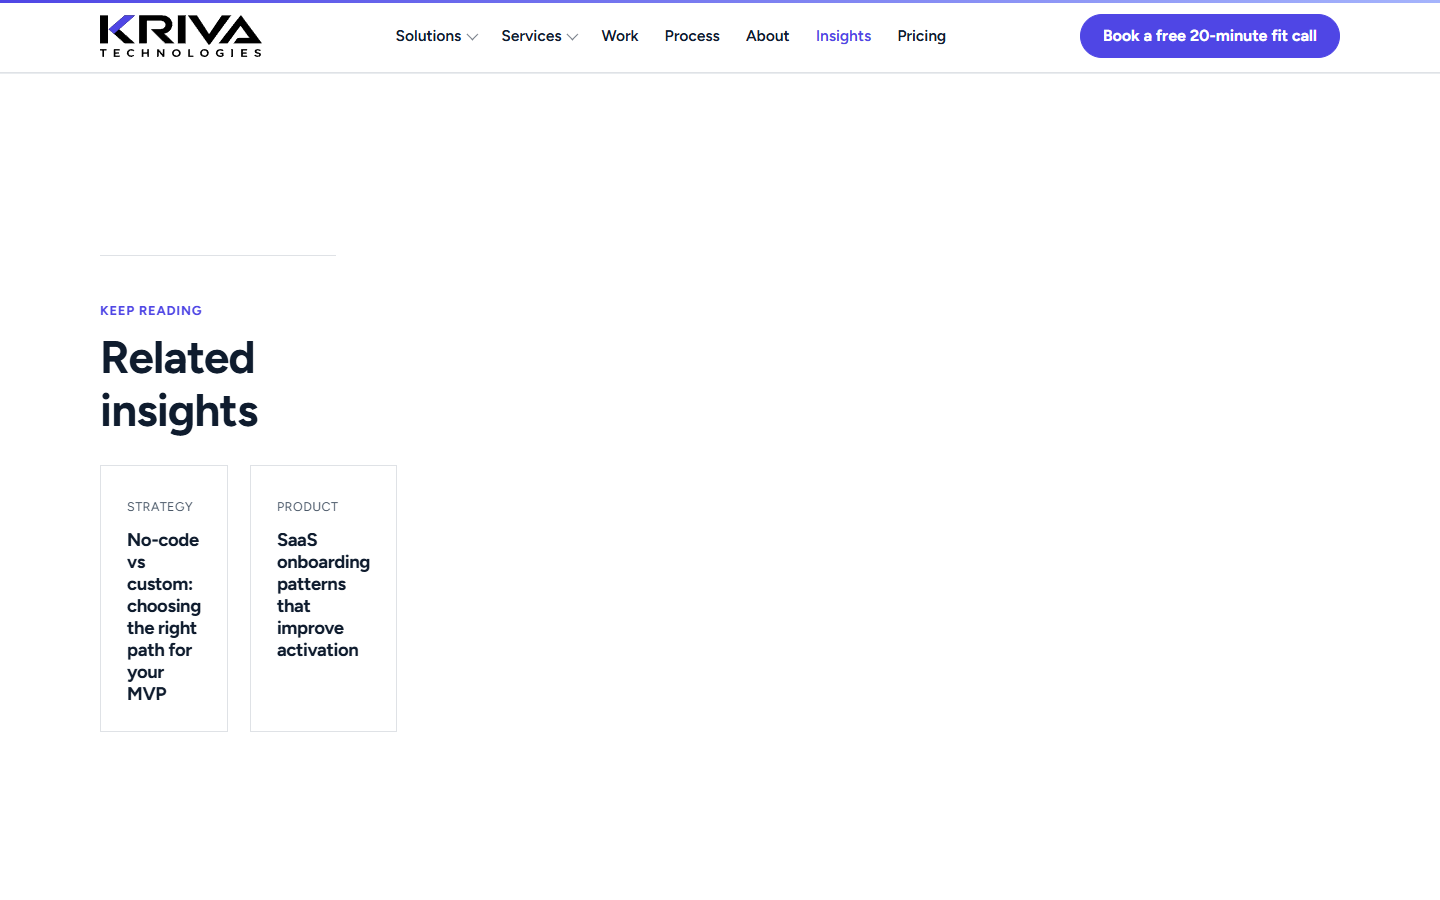 KRIVA
TECHNOLOGIES
Solutions
Services
Work
Process
About
Insights
Pricing
Book a free 20-minute fit call
KEEP READING
Related
insights
STRATEGY
No-code
vs
custom:
choosing
the right
path for
your
MVP
PRODUCT
SaaS
onboarding
patterns
that
improve
activation